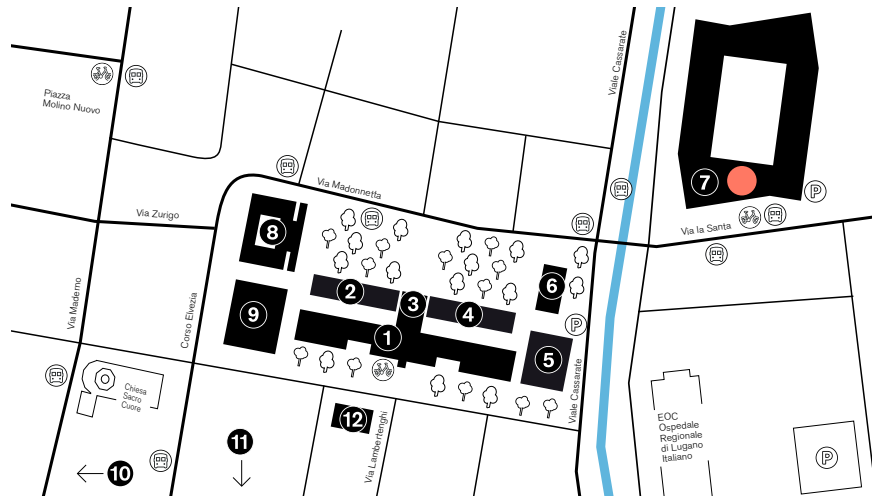 Viale Cassarate
Piazza
Molino Nuovo
Via Madonnetta
7
P
Via Zurigo
8
Via la Santa
6
2
3
4
9
P
1
5
Via Maderno
Corso Elvezia
Viale Cassarate
Chiesa
Sacro
Cuore
12
Via Lambertenghi
EOC
Ospedale
Regionale
di Lugano
Italiano
11
10
P